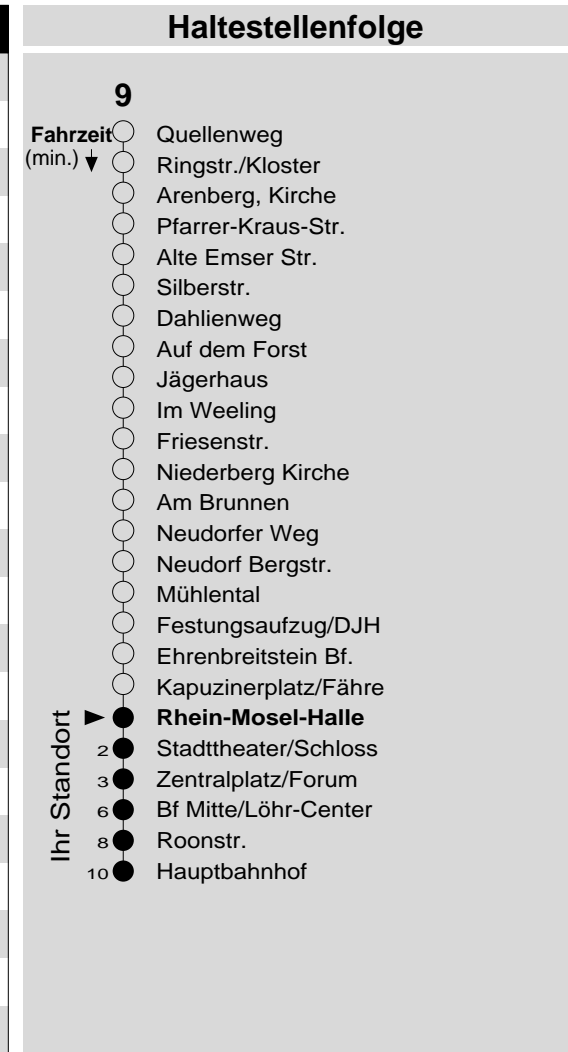 Haltestellenfolge
9
Fahrzeit
(min.)
Quellenweg
Ringstr./Kloster
Arenberg, Kirche
Pfarrer-Kraus-Str.
Alte Emser Str.
Silberstr.
Dahlienweg
Auf dem Forst
Jägerhaus
Im Weeling
Friesenstr.
Niederberg Kirche
Am Brunnen
Neudorfer Weg
Neudorf Bergstr.
Mühlental
Festungsaufzug/DJH
Ehrenbreitstein Bf.
Kapuzinerplatz/Fähre
Ihr Standort
Rhein-Mosel-Halle
2 Stadttheater/Schloss
3 Zentralplatz/Forum
6 Bf Mitte/Löhr-Center
8 Roonstr.
10 Hauptbahnhof